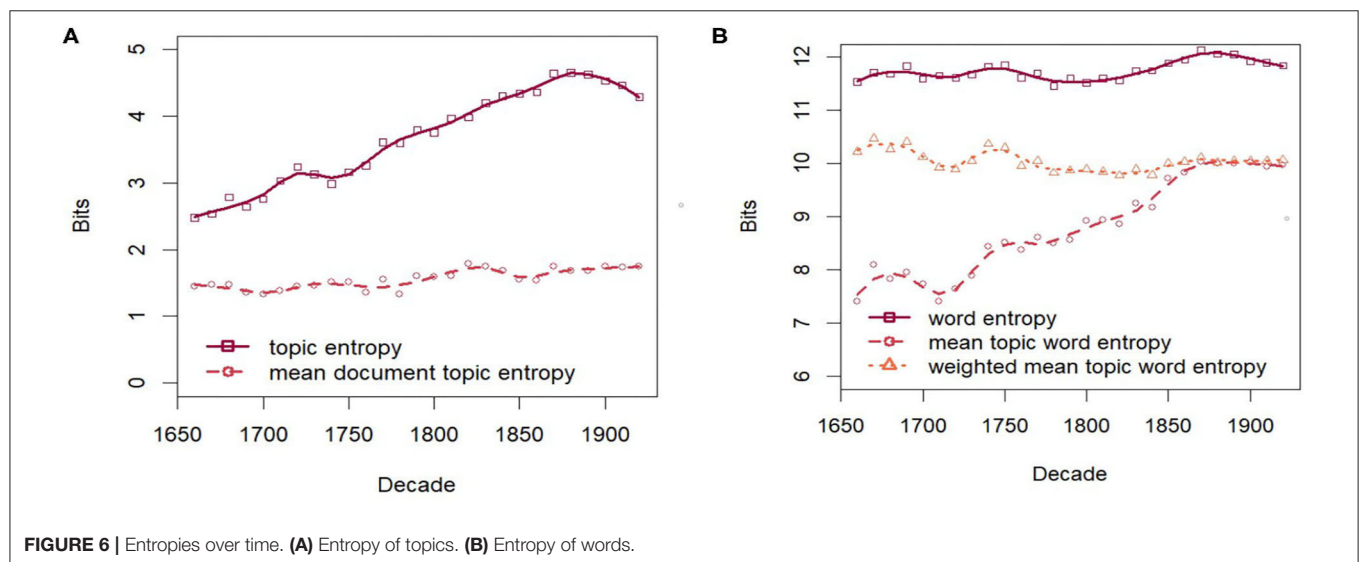 A
5
4
3
2
1
0
Bits
topic entropy
mean document topic entropy
1650 1700 1750 1800 1850 1900
Decade
B
12
11
10
9
8
7
6
Bits
word entropy
mean topic word entropy
weighted mean topic word entropy
1650 1700 1750 1800 1850 1900
Decade
FIGURE 6 | Entropies over time. (A) Entropy of topics. (B) Entropy of words.